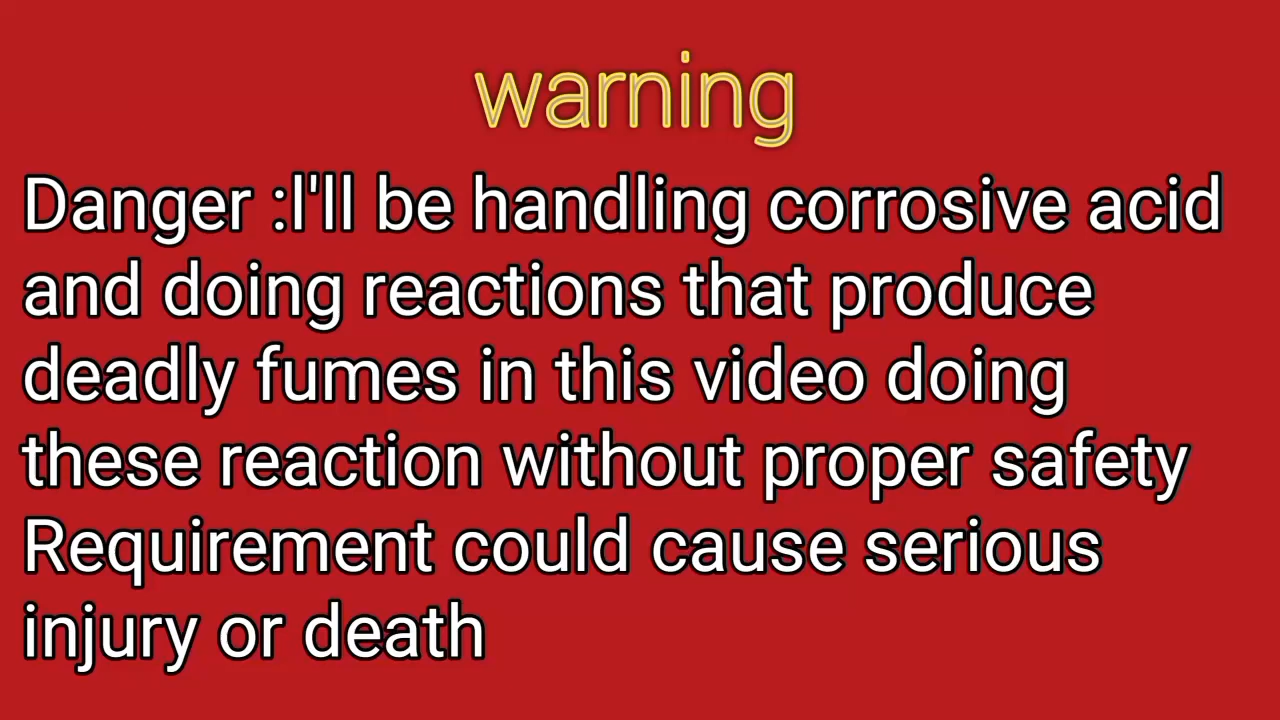 warning
Danger :I'll be handling corrosive acid
and doing reactions that produce
deadly fumes in this video doing
these reaction without proper safety
Requirement could cause serious
injury or death